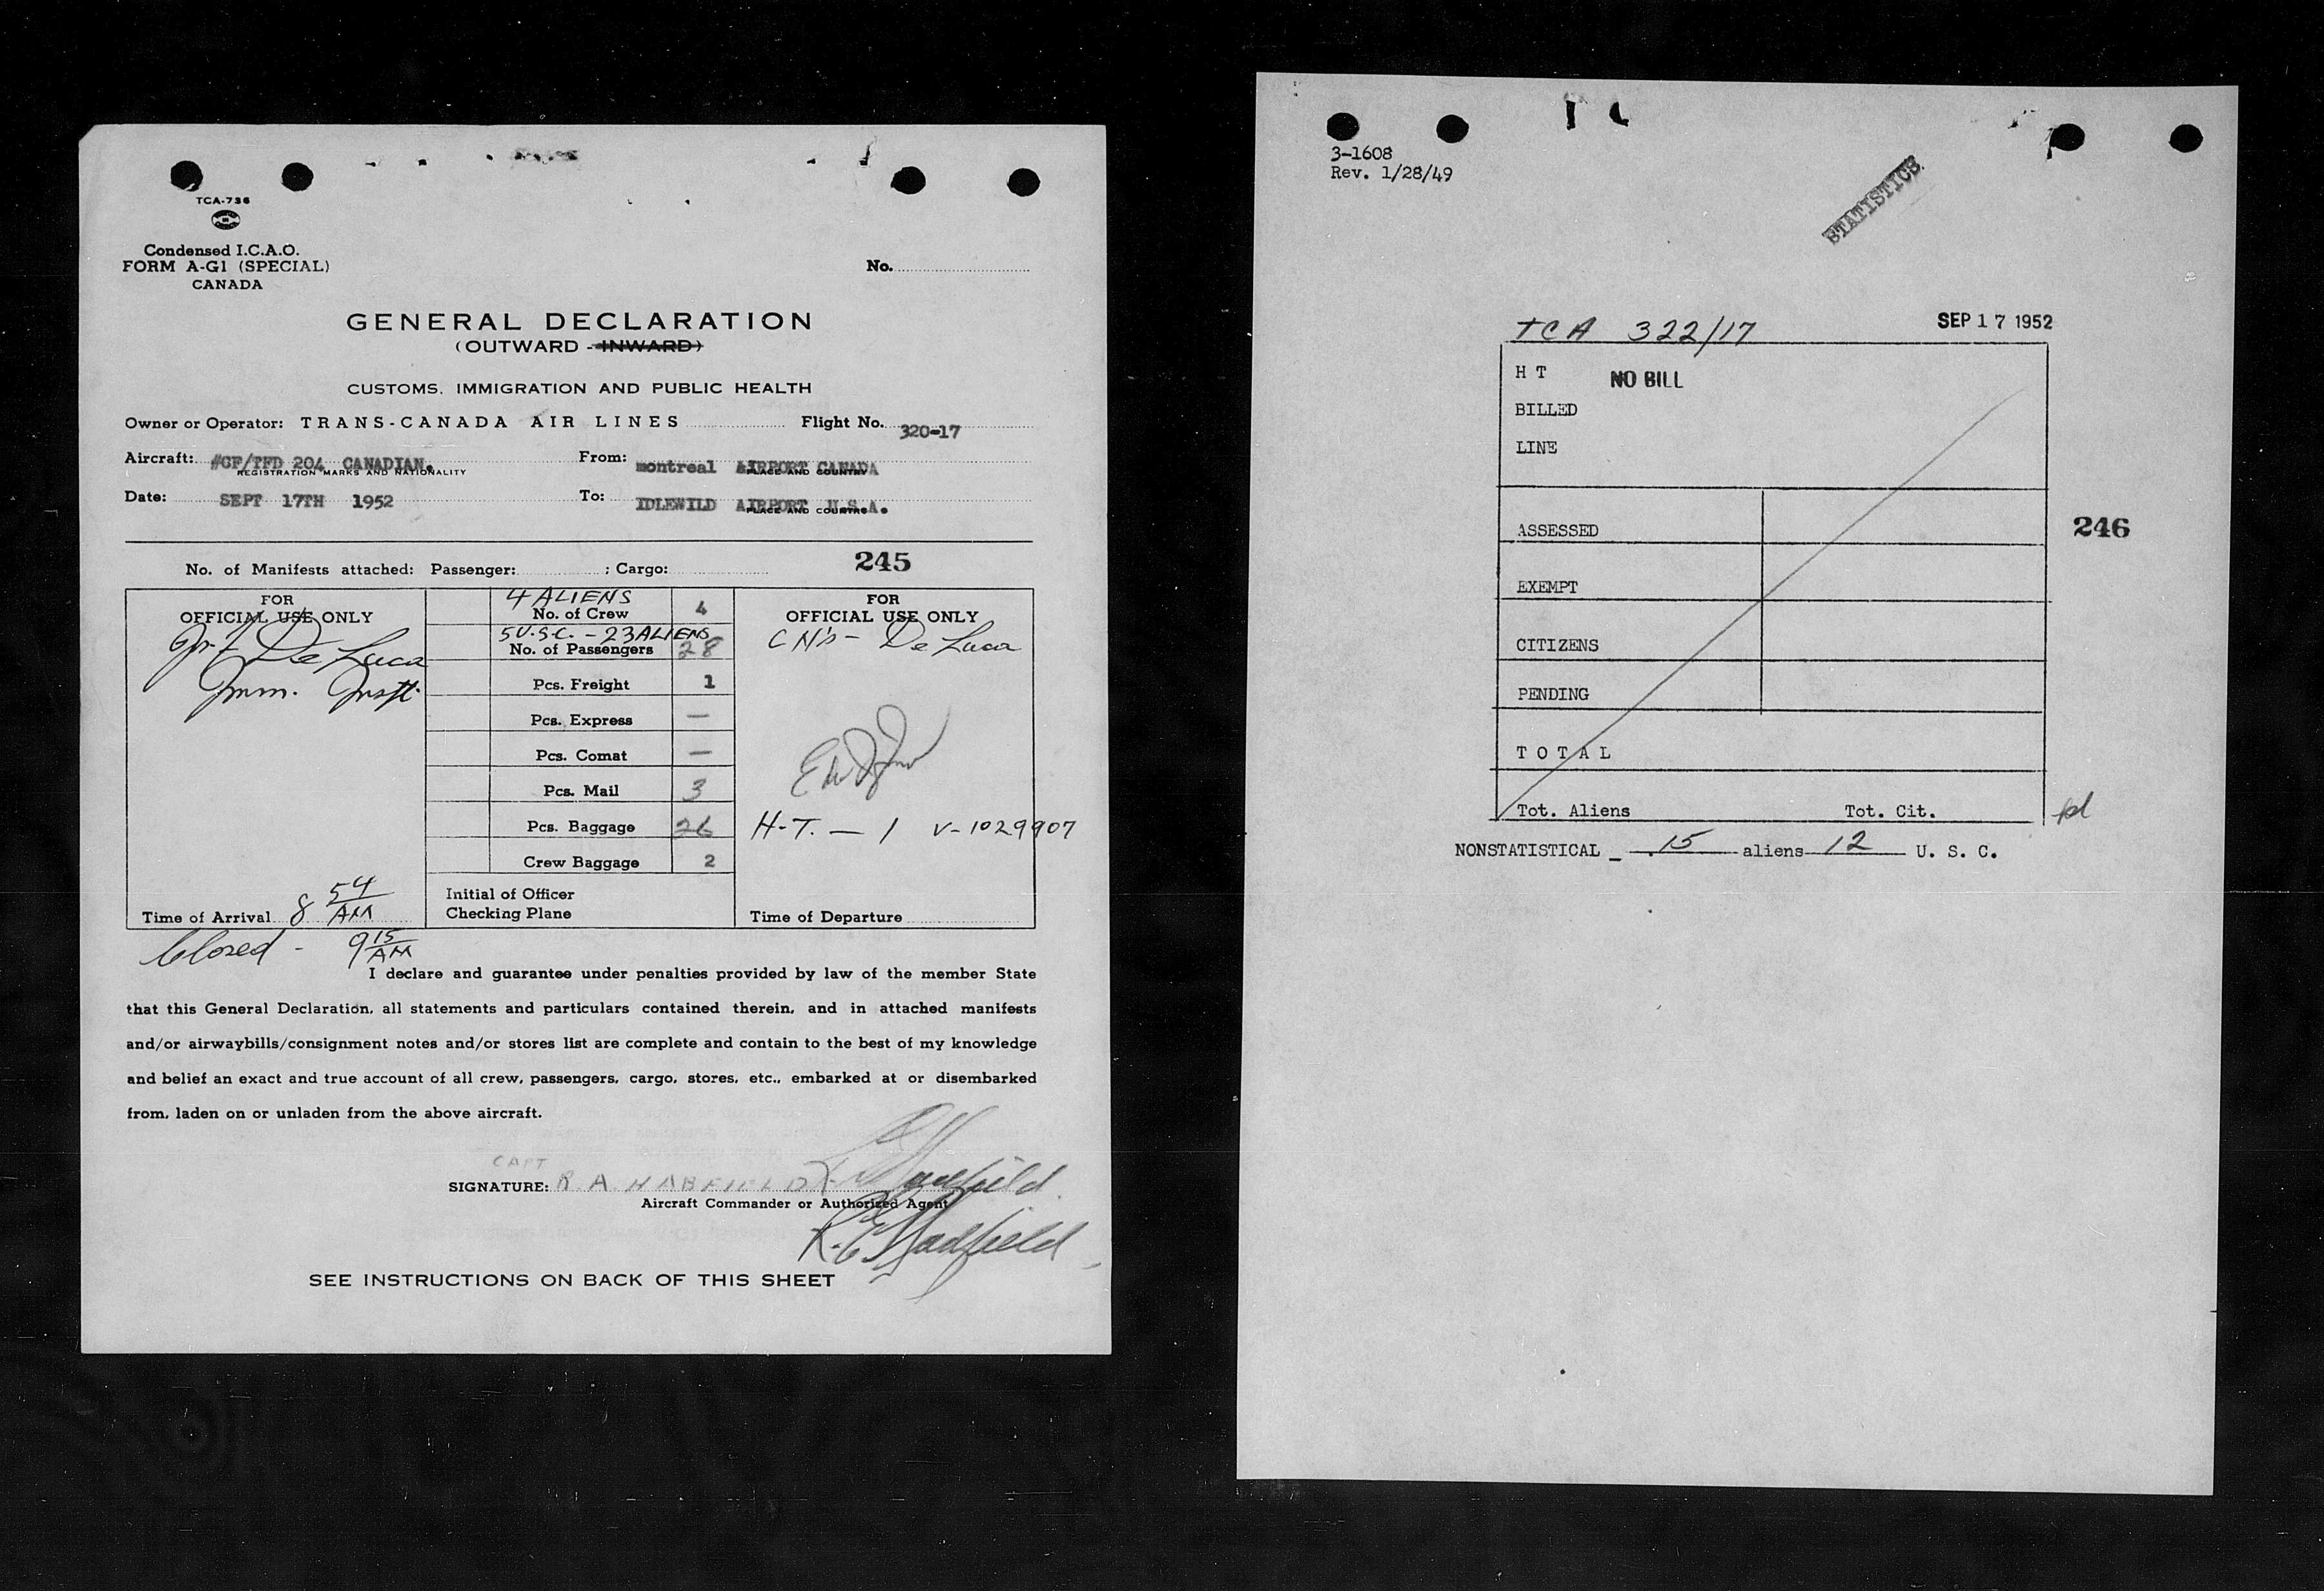 TCA-736
Condensed I.C.A.O.
FORM A-G1 (SPECIAL)
CANADA
No.
GENERAL DECLARATION
(OUTWARD - INWARD)
CUSTOMS, IMMIGRATION AND PUBLIC HEALTH
Owner or Operator: TRANS-CANADA AIR LINES Flight No. 320-17
Aircraft: #CF/TFD 204 CANADIAN. From: montreal AIRPORT CANADA
REGISTRATION MARKS AND NATIONALITY PLACE AND COUNTRY
Date: SEPT 17TH 1952 To: IDLEWILD AIRPORT U.S.A.
PLACE AND COUNTRY
No. of Manifests attached: Passenger: ; Cargo: 245
FOR
OFFICIAL USE ONLY
De Luca
Imm. Inspt.
Time of Arrival 8 54 AM
Closed - 9 15 AM
4 ALIENS
No. of Crew 4
5 U.S.C. - 23 ALIENS
No. of Passengers 28
Pcs. Freight 1
Pcs. Express —
Pcs. Comat —
Pcs. Mail 3
Pcs. Baggage 26
Crew Baggage 2
Initial of Officer
Checking Plane
FOR
OFFICIAL USE ONLY
CN's - De Luca
H.T. — 1 V-1029907
Time of Departure
I declare and guarantee under penalties provided by law of the member State
that this General Declaration, all statements and particulars contained therein, and in attached manifests
and/or airwaybills/consignment notes and/or stores list are complete and contain to the best of my knowledge
and belief an exact and true account of all crew, passengers, cargo, stores, etc., embarked at or disembarked
from, laden on or unladen from the above aircraft.
CAPT
SIGNATURE: R A HADFIELD Hadfield
Aircraft Commander or Authorized Agent
Hadfield
SEE INSTRUCTIONS ON BACK OF THIS SHEET
3-1608
Rev. 1/28/49
STATISTICS
TCA 322/17 SEP 17 1952
H T NO BILL
BILLED
LINE
246
ASSESSED
EXEMPT
CITIZENS
PENDING
T O T A L
Tot. Aliens Tot. Cit.
NONSTATISTICAL - 15 aliens 12 U. S. C.